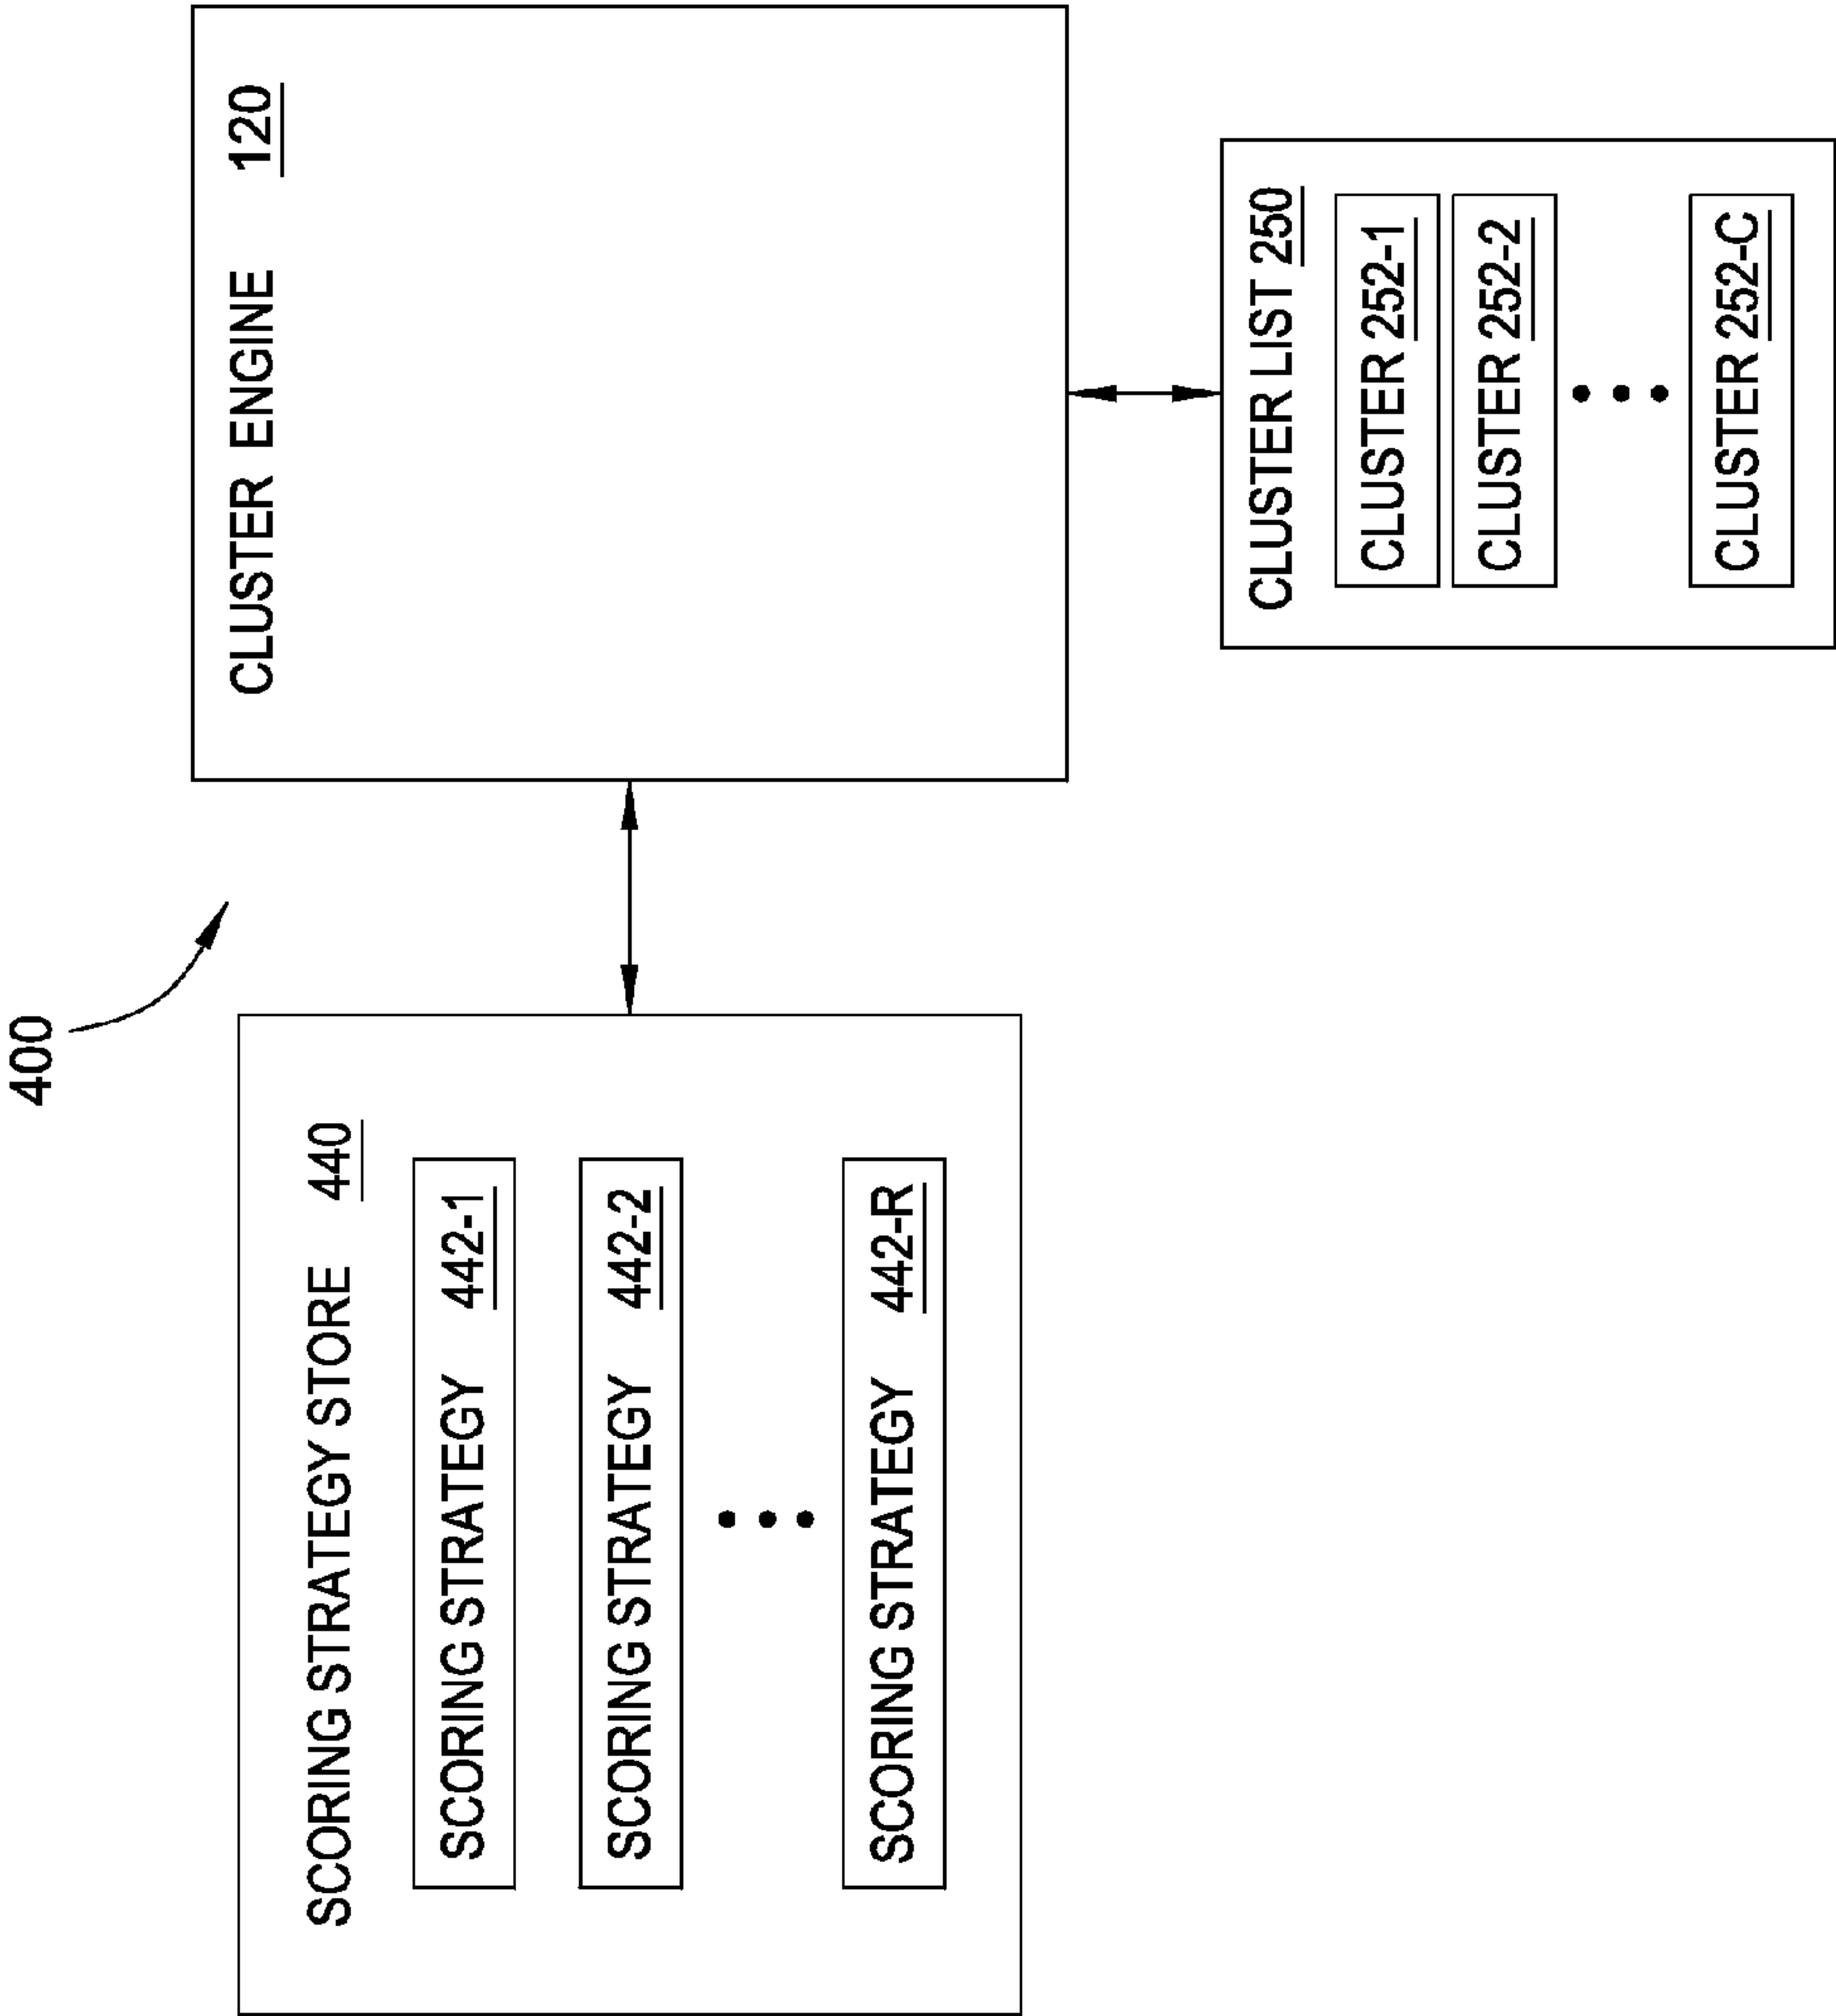 400
SCORING STRATEGY STORE 440
SCORING STRATEGY 442-1
SCORING STRATEGY 442-2
SCORING STRATEGY 442-R
CLUSTER ENGINE 120
CLUSTER LIST 250
CLUSTER 252-1
CLUSTER 252-2
CLUSTER 252-C